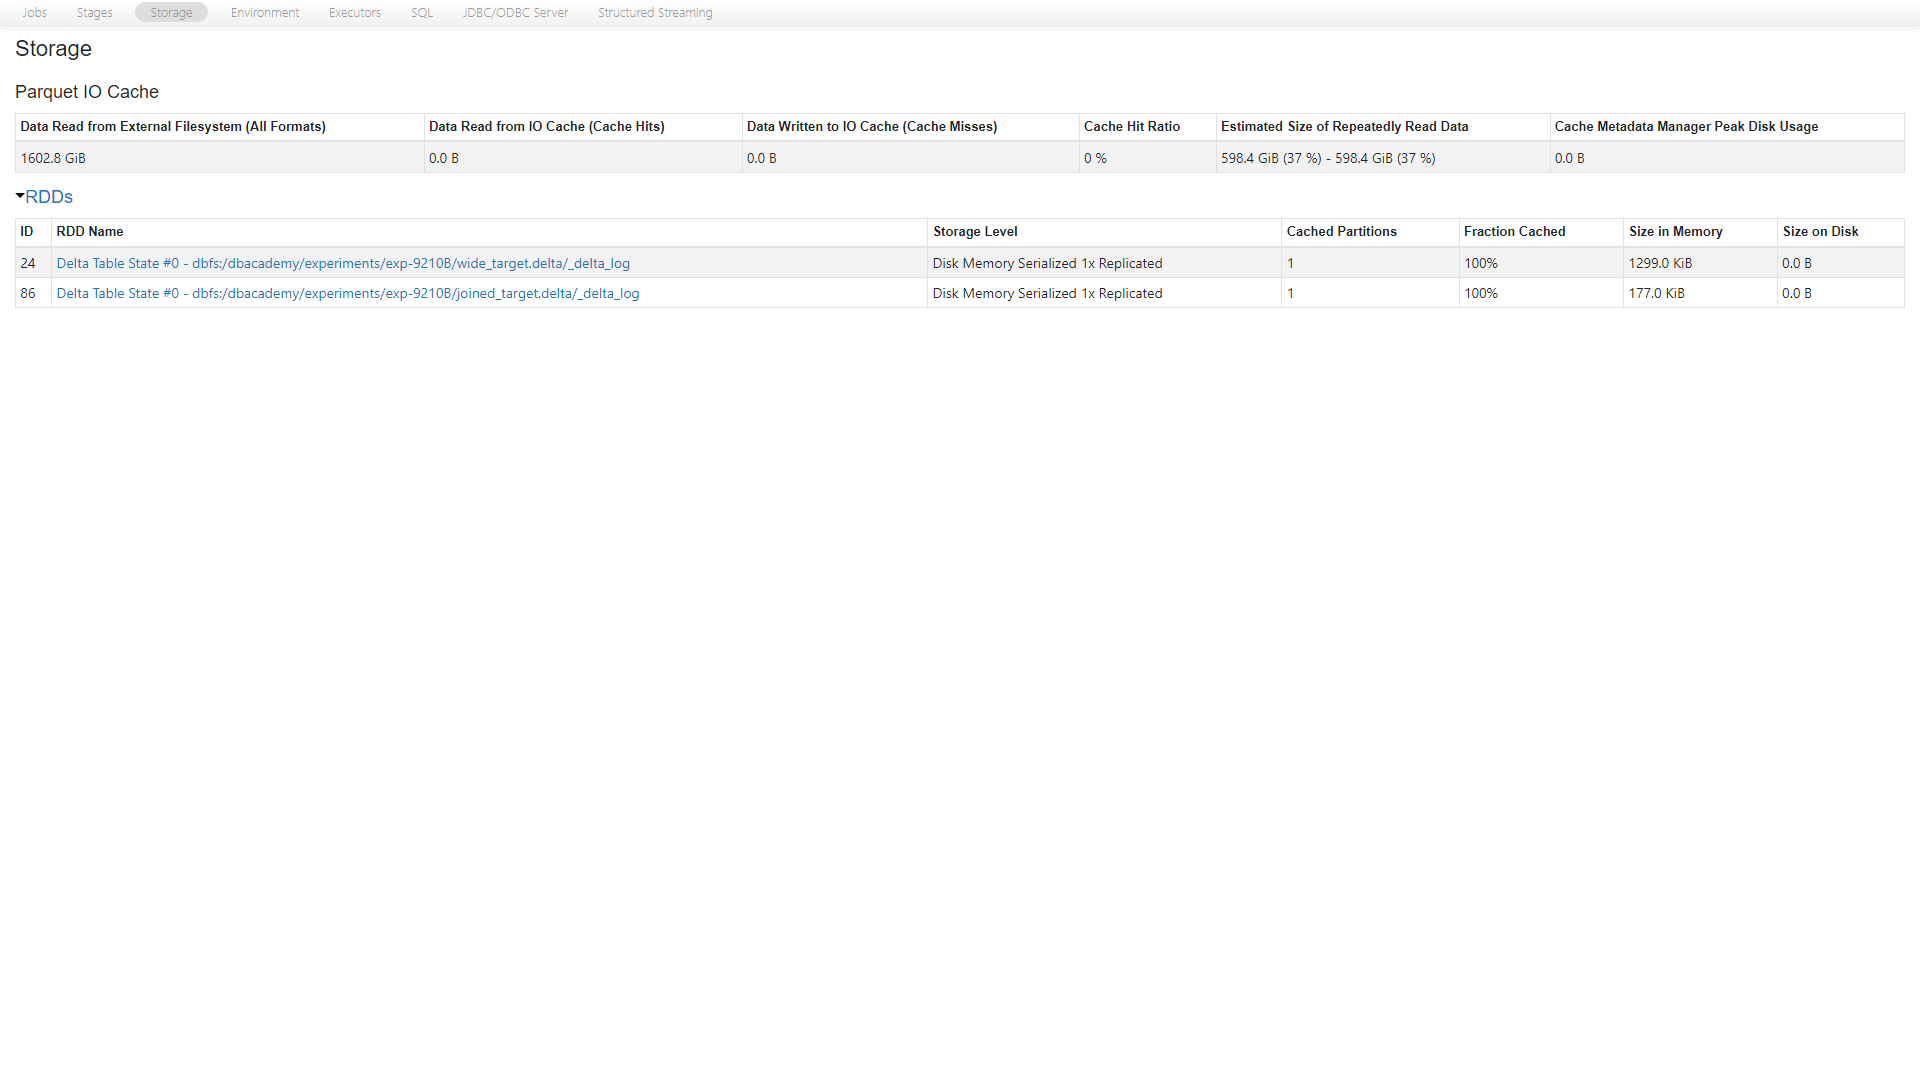 Jobs Stages Storage Environment Executors SQL JDBC/ODBC Server Structured Streaming
Storage
Parquet IO Cache
Data Read from External Filesystem (All Formats) Data Read from IO Cache (Cache Hits) Data Written to IO Cache (Cache Misses) Cache Hit Ratio Estimated Size of Repeatedly Read Data Cache Metadata Manager Peak Disk Usage
1602.8 GiB 0.0 B 0.0 B 0 % 598.4 GiB (37 %) - 598.4 GiB (37 %) 0.0 B
RDDs
ID RDD Name Storage Level Cached Partitions Fraction Cached Size in Memory Size on Disk
24 Delta Table State #0 - dbfs:/dbacademy/experiments/exp-9210B/wide_target.delta/_delta_log Disk Memory Serialized 1x Replicated 1 100% 1299.0 KiB 0.0 B
86 Delta Table State #0 - dbfs:/dbacademy/experiments/exp-9210B/joined_target.delta/_delta_log Disk Memory Serialized 1x Replicated 1 100% 177.0 KiB 0.0 B